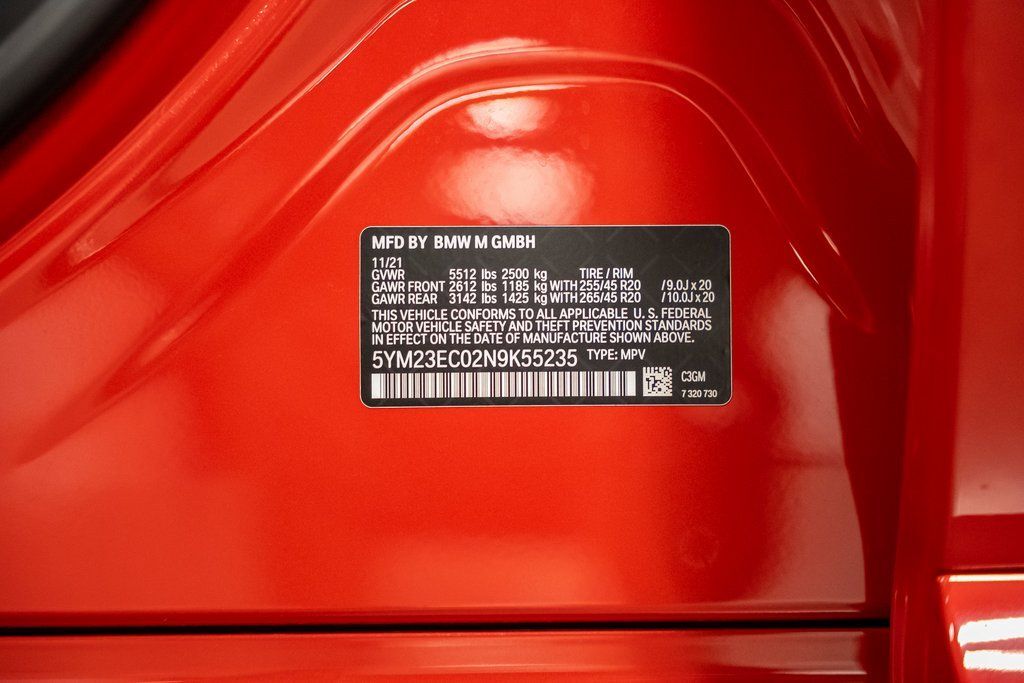 MFD BY BMW M GMBH
11/21
GVWR 5512 lbs 2500 kg TIRE / RIM
GAWR FRONT 2612 lbs 1185 kg WITH 255/45 R20 / 9.0J x 20
GAWR REAR 3142 lbs 1425 kg WITH 265/45 R20 / 10.0J x 20
THIS VEHICLE CONFORMS TO ALL APPLICABLE U. S. FEDERAL
MOTOR VEHICLE SAFETY AND THEFT PREVENTION STANDARDS
IN EFFECT ON THE DATE OF MANUFACTURE SHOWN ABOVE.
5YM23EC02N9K55235 TYPE: MPV
C3GM
7 320 730